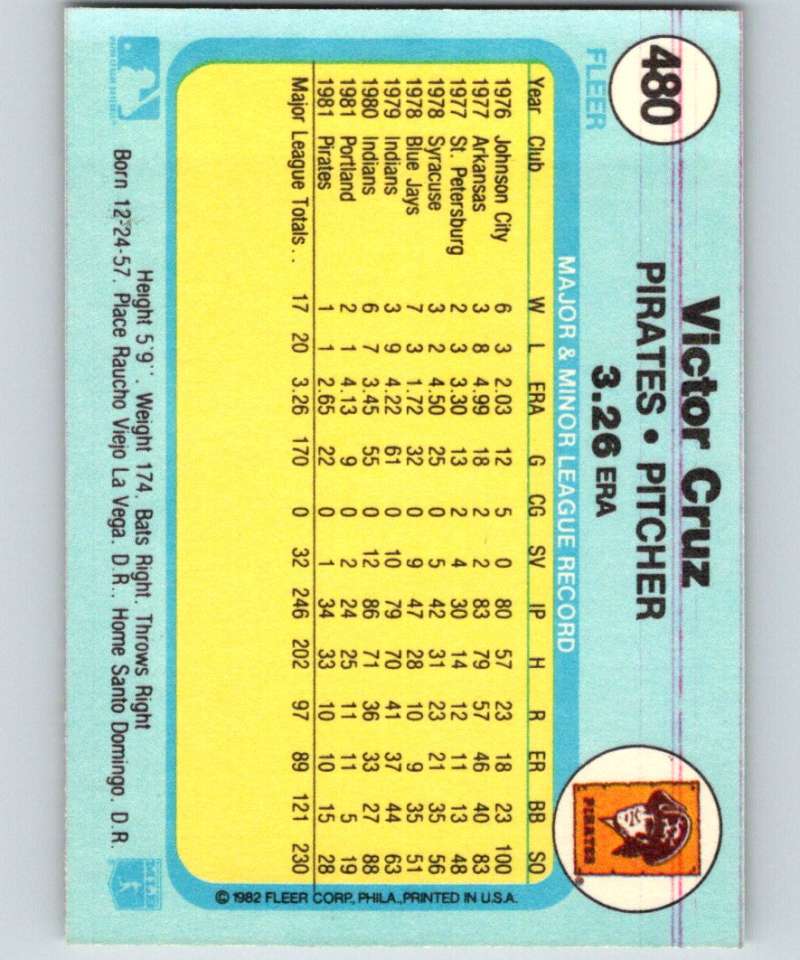 480
FLEER
Victor Cruz
PIRATES • PITCHER
3.26 ERA
PIRATES
MAJOR & MINOR LEAGUE RECORD
Year Club W L ERA G CG SV IP H R ER BB SO
1976 Johnson City 6 3 2.03 12 5 0 80 57 23 18 23 100
1977 Arkansas 3 8 4.99 18 2 2 83 79 57 46 40 83
1977 St. Petersburg 2 3 3.30 13 2 4 30 14 12 11 13 48
1978 Syracuse 3 2 4.50 25 0 5 42 31 23 21 35 56
1978 Blue Jays 7 3 1.72 32 0 9 47 28 10 9 35 51
1979 Indians 3 9 4.22 61 0 10 79 70 41 37 44 63
1980 Indians 6 7 3.45 55 0 12 86 71 36 33 27 88
1981 Portland 2 1 4.13 9 0 2 24 25 11 11 5 19
1981 Pirates 1 1 2.65 22 0 1 34 33 10 10 15 28
Major League Totals . . 17 20 3.26 170 0 32 246 202 97 89 121 230
© 1982 FLEER CORP., PHILA., PRINTED IN U.S.A.
Height 5'9''. Weight 174. Bats Right. Throws Right
Born 12-24-57. Place Raucho Viejo La Vega. D.R.. Home Santo Domingo. D.R.